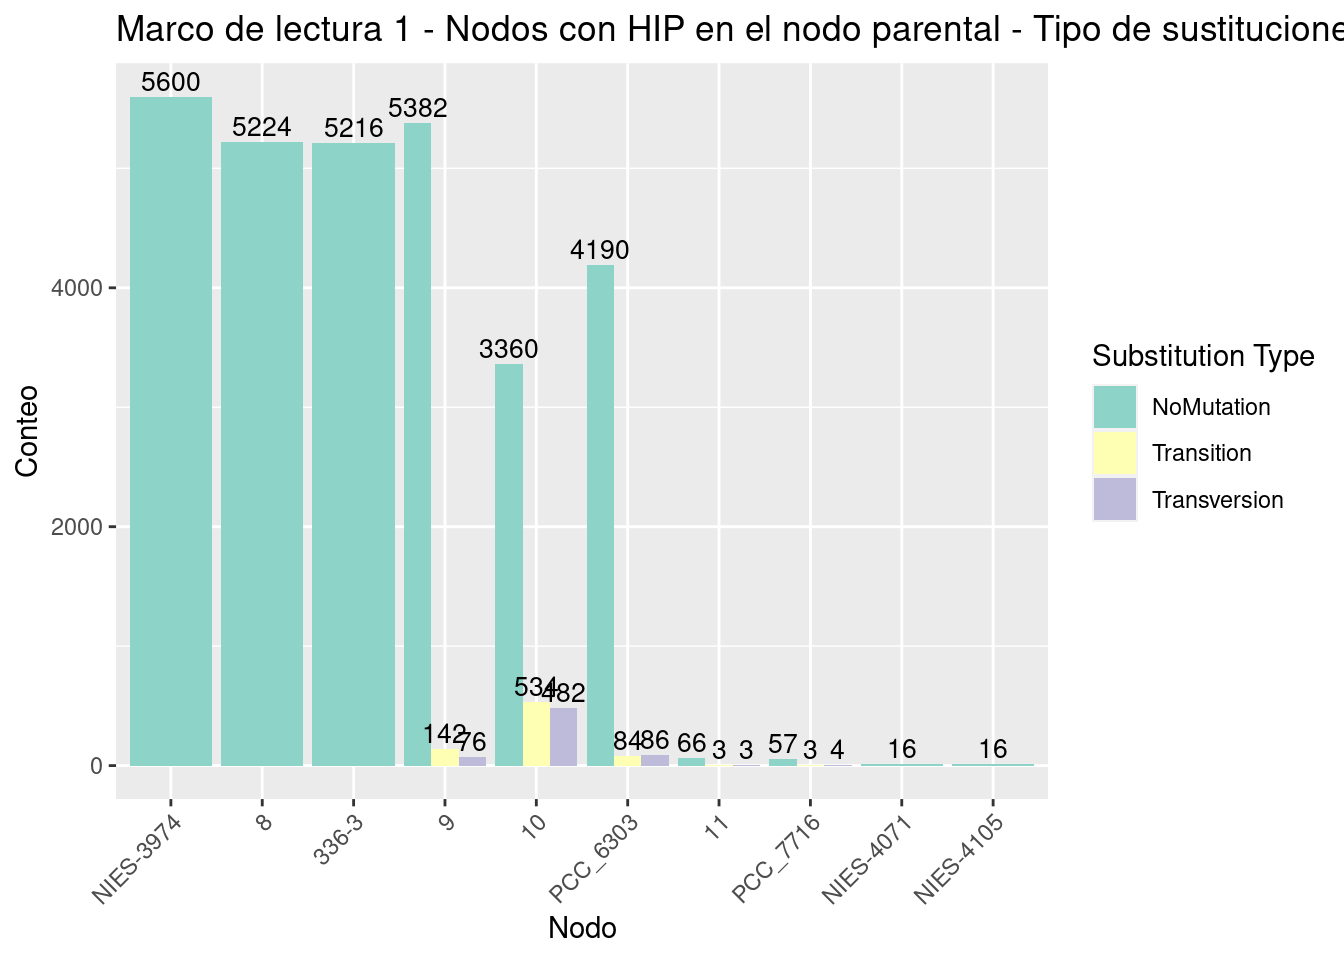 Marco de lectura 1 - Nodos con HIP en el nodo parental - Tipo de sustitucione
5600
5224
5216
5382
142
76
3360
534
482
4190
84
86
66
3
3
57
3
4
16
16
4000
2000
0
Conteo
NIES-3974
8
336-3
9
10
PCC_6303
11
PCC_7716
NIES-4071
NIES-4105
Nodo
Substitution Type
NoMutation
Transition
Transversion